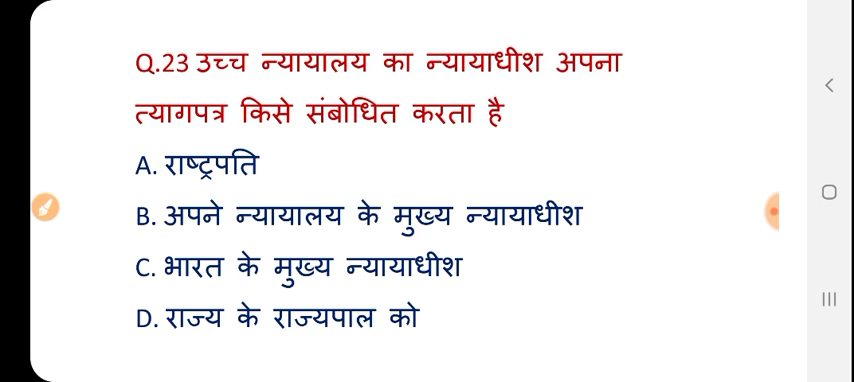 Q.23 उच्च न्यायालय का न्यायाधीश अपना
त्यागपत्र किसे संबोधित करता है
A. राष्ट्रपति
B. अपने न्यायालय के मुख्य न्यायाधीश
C. भारत के मुख्य न्यायाधीश
D. राज्य के राज्यपाल को